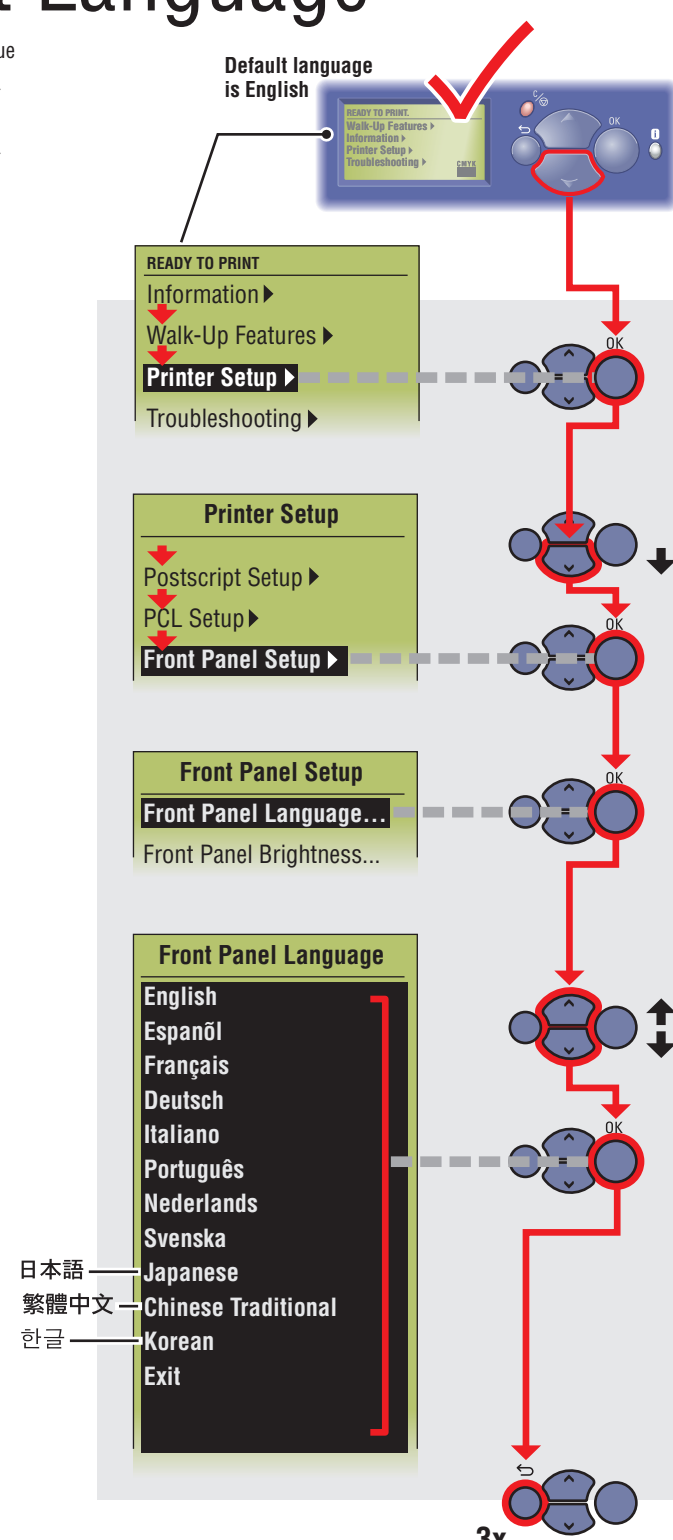 Language
Default language
is English
READY TO PRINT.
Walk-Up Features
Information
Printer Setup
Troubleshooting
CMYK
C
OK
i
READY TO PRINT
Information
Walk-Up Features
Printer Setup
Troubleshooting
OK
Printer Setup
Postscript Setup
PCL Setup
Front Panel Setup
OK
Front Panel Setup
Front Panel Language...
Front Panel Brightness...
OK
Front Panel Language
English
Espanõl
Français
Deutsch
Italiano
Português
Nederlands
Svenska
日本語 Japanese
繁體中文 Chinese Traditional
한글 Korean
Exit
OK
3x